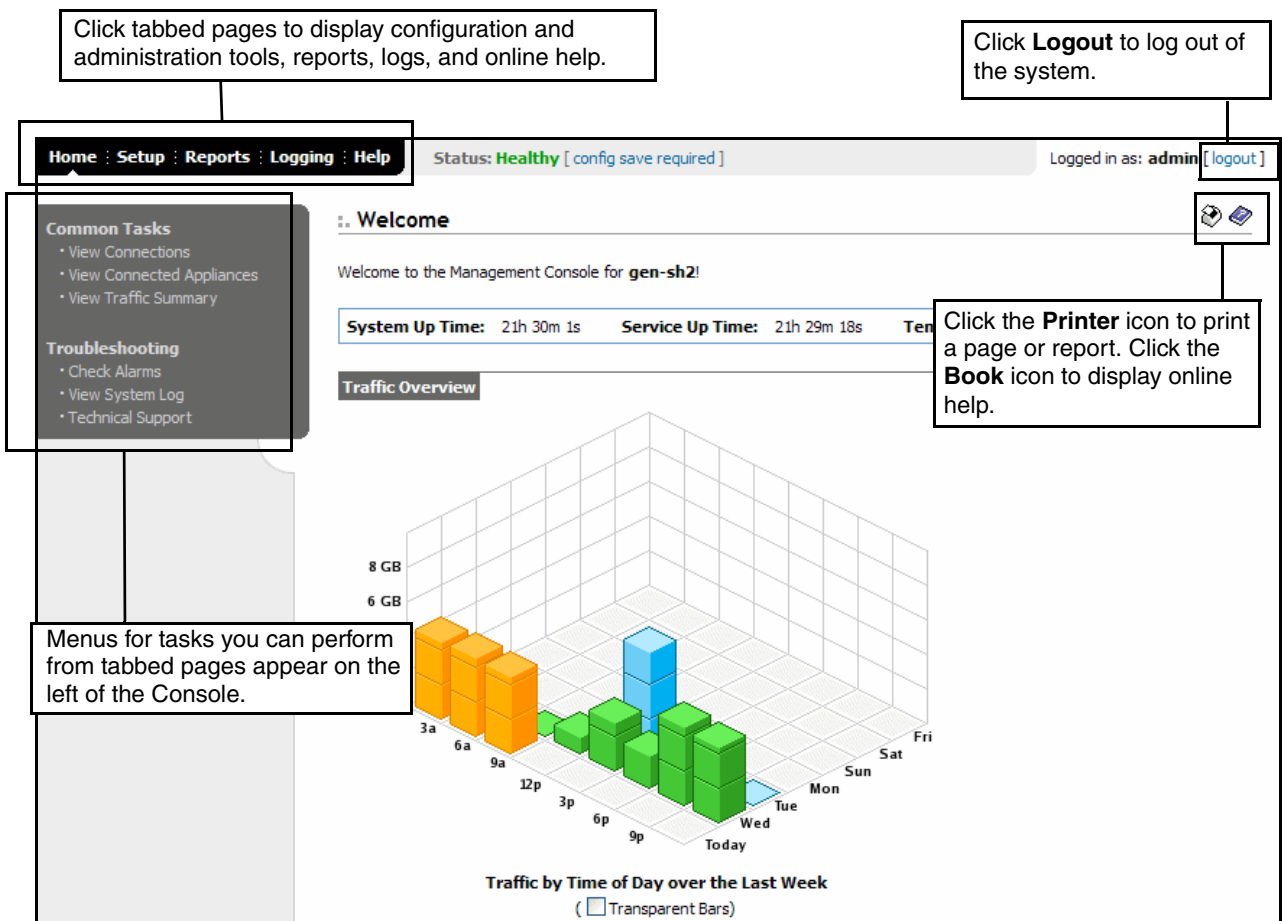 Click tabbed pages to display configuration and
administration tools, reports, logs, and online help.
Click Logout to log out of
the system.
Home Setup Reports Logging Help
Status: Healthy [ config save required ]
Logged in as: admin [ logout ]
Common Tasks
• View Connections
• View Connected Appliances
• View Traffic Summary
Troubleshooting
• Check Alarms
• View System Log
• Technical Support
Welcome
Welcome to the Management Console for gen-sh2!
System Up Time: 21h 30m 1s Service Up Time: 21h 29m 18s
Click the Printer icon to print
a page or report. Click the
Book icon to display online
help.
Traffic Overview
8 GB
6 GB
Menus for tasks you can perform
from tabbed pages appear on the
left of the Console.
3a
6a
9a
12p
3p
6p
9p
Today
Wed
Tue
Mon
Sun
Sat
Fri
Traffic by Time of Day over the Last Week
( Transparent Bars)